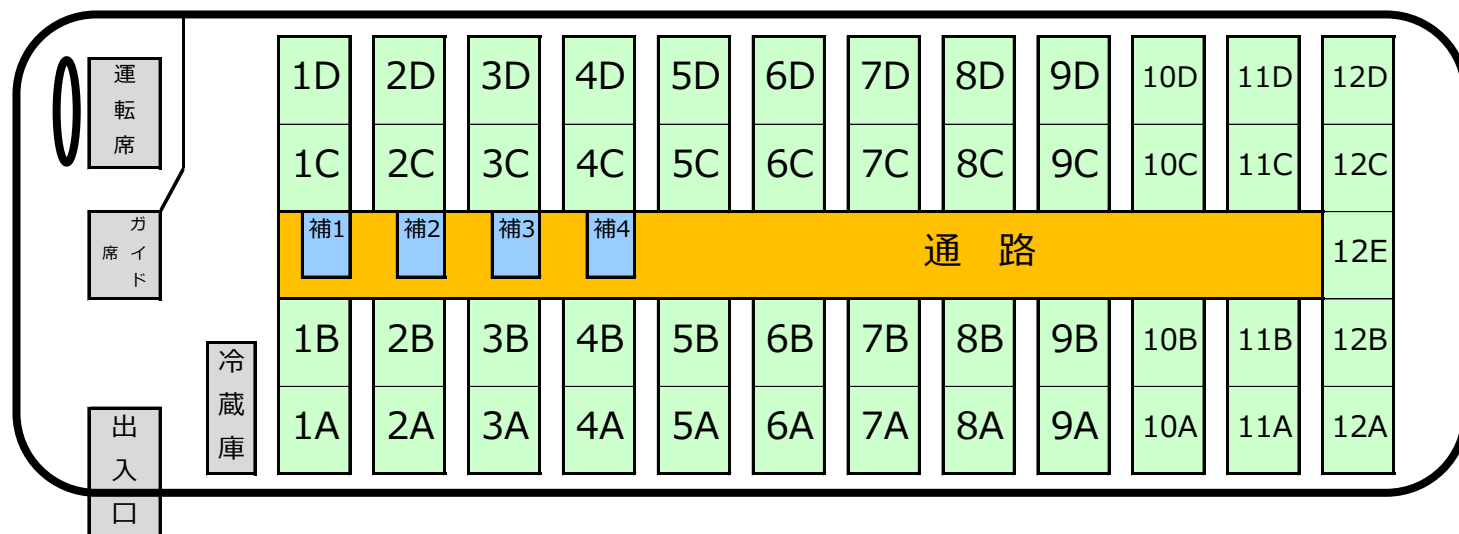 運転席
1D 2D 3D 4D 5D 6D 7D 8D 9D 10D 11D 12D
1C 2C 3C 4C 5C 6C 7C 8C 9C 10C 11C 12C
ガイド席
補1 補2 補3 補4 通 路 12E
1B 2B 3B 4B 5B 6B 7B 8B 9B 10B 11B 12B
冷蔵庫
1A 2A 3A 4A 5A 6A 7A 8A 9A 10A 11A 12A
出入口